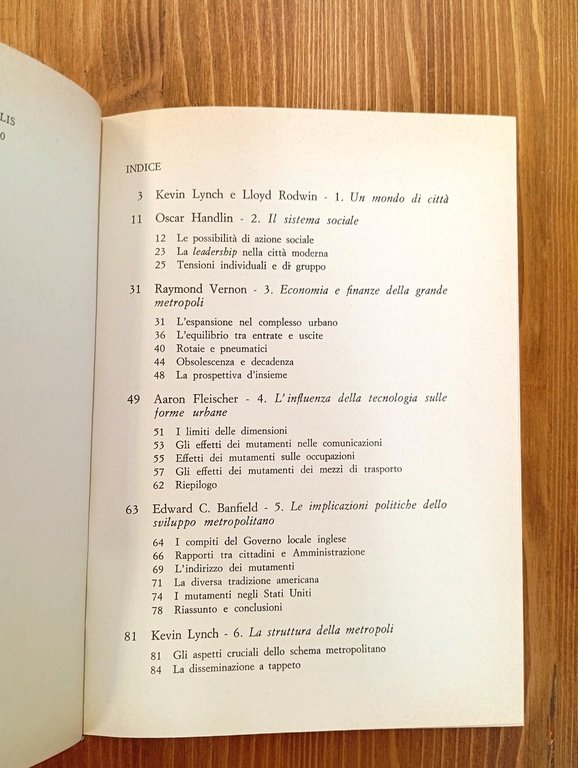 LIS
0
INDICE
3 Kevin Lynch e Lloyd Rodwin - 1. Un mondo di città
11 Oscar Handlin - 2. Il sistema sociale
12 Le possibilità di azione sociale
23 La leadership nella città moderna
25 Tensioni individuali e di gruppo
31 Raymond Vernon - 3. Economia e finanze della grande
metropoli
31 L'espansione nel complesso urbano
36 L'equilibrio tra entrate e uscite
40 Rotaie e pneumatici
44 Obsolescenza e decadenza
48 La prospettiva d'insieme
49 Aaron Fleischer - 4. L'influenza della tecnologia sulle
forme urbane
51 I limiti delle dimensioni
53 Gli effetti dei mutamenti nelle comunicazioni
55 Effetti dei mutamenti sulle occupazioni
57 Gli effetti dei mutamenti dei mezzi di trasporto
62 Riepilogo
63 Edward C. Banfield - 5. Le implicazioni politiche dello
sviluppo metropolitano
64 I compiti del Governo locale inglese
66 Rapporti tra cittadini e Amministrazione
69 L'indirizzo dei mutamenti
71 La diversa tradizione americana
74 I mutamenti negli Stati Uniti
78 Riassunto e conclusioni
81 Kevin Lynch - 6. La struttura della metropoli
81 Gli aspetti cruciali dello schema metropolitano
84 La disseminazione a tappeto